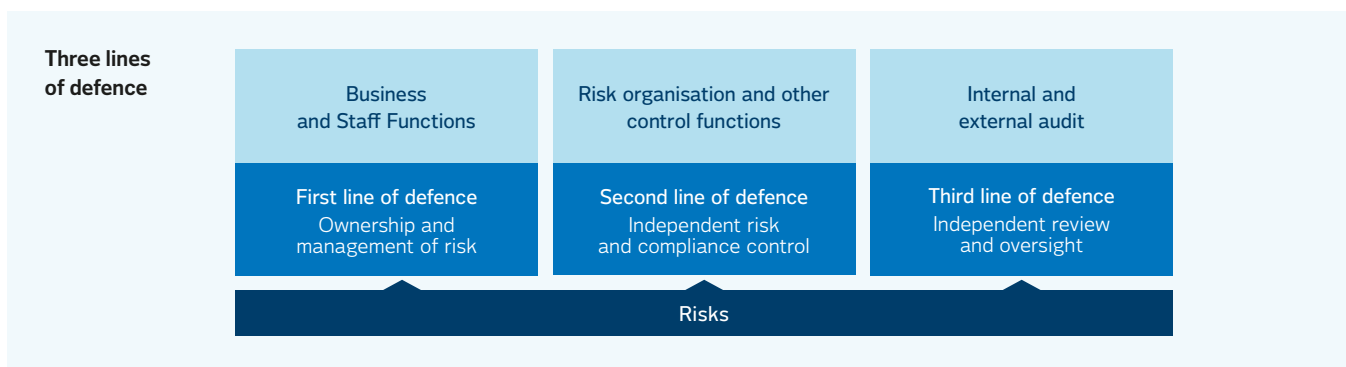 Three lines
of defence
Business
and Staff Functions
First line of defence
Ownership and
management of risk
Risk organisation and other
control functions
Second line of defence
Independent risk
and compliance control
Internal and
external audit
Third line of defence
Independent review
and oversight
Risks